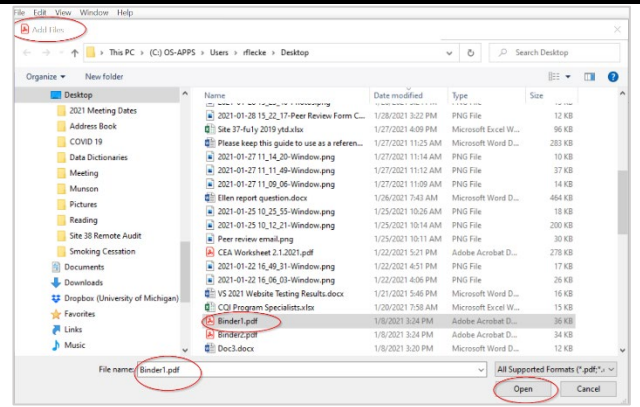 File Edit View Window Help
Add Files
This PC > (C:) OS-APPS > Users > rflecke > Desktop
Search Desktop
Organize New folder
Name Date modified Type Size
Desktop
2021 Meeting Dates
Address Book
COVID 19
Data Dictionaries
Meeting
Munson
Pictures
Reading
Site 38 Remote Audit
Smoking Cessation
Documents
Downloads
Dropbox (University of Michigan)
Favorites
Links
Music
2021-01-28 15_22_17-Peer Review Form C... 1/28/2021 3:22 PM PNG File 12 KB
Site 37-fu1y 2019 ytd.xlsx 1/27/2021 4:09 PM Microsoft Excel W... 96 KB
Please keep this guide to use as a referen... 1/27/2021 11:25 AM Microsoft Word D... 283 KB
2021-01-27 11_14_20-Window.png 1/27/2021 11:14 AM PNG File 10 KB
2021-01-27 11_11_49-Window.png 1/27/2021 11:12 AM PNG File 37 KB
2021-01-27 11_09_06-Window.png 1/27/2021 11:09 AM PNG File 14 KB
Ellen report question.docx 1/26/2021 7:43 AM Microsoft Word D... 464 KB
2021-01-25 10_25_55-Window.png 1/25/2021 10:26 AM PNG File 18 KB
2021-01-25 10_12_21-Window.png 1/25/2021 10:14 AM PNG File 200 KB
Peer review email.png 1/25/2021 10:11 AM PNG File 30 KB
CEA Worksheet 2.1.2021.pdf 1/22/2021 5:21 PM Adobe Acrobat D... 278 KB
2021-01-22 16_49_31-Window.png 1/22/2021 4:51 PM PNG File 17 KB
2021-01-22 16_06_03-Window.png 1/22/2021 4:06 PM PNG File 26 KB
VS 2021 Website Testing Results.docx 1/21/2021 5:46 PM Microsoft Word D... 16 KB
CQI Program Specialists.xlsx 1/20/2021 7:58 AM Microsoft Excel W... 15 KB
Binder1.pdf 1/8/2021 3:24 PM Adobe Acrobat D... 36 KB
Binder2.pdf 1/8/2021 3:24 PM Adobe Acrobat D... 34 KB
Doc3.docx 1/8/2021 3:20 PM Microsoft Word D... 12 KB
File name: Binder1.pdf All Supported Formats (*.pdf;*.
Open Cancel